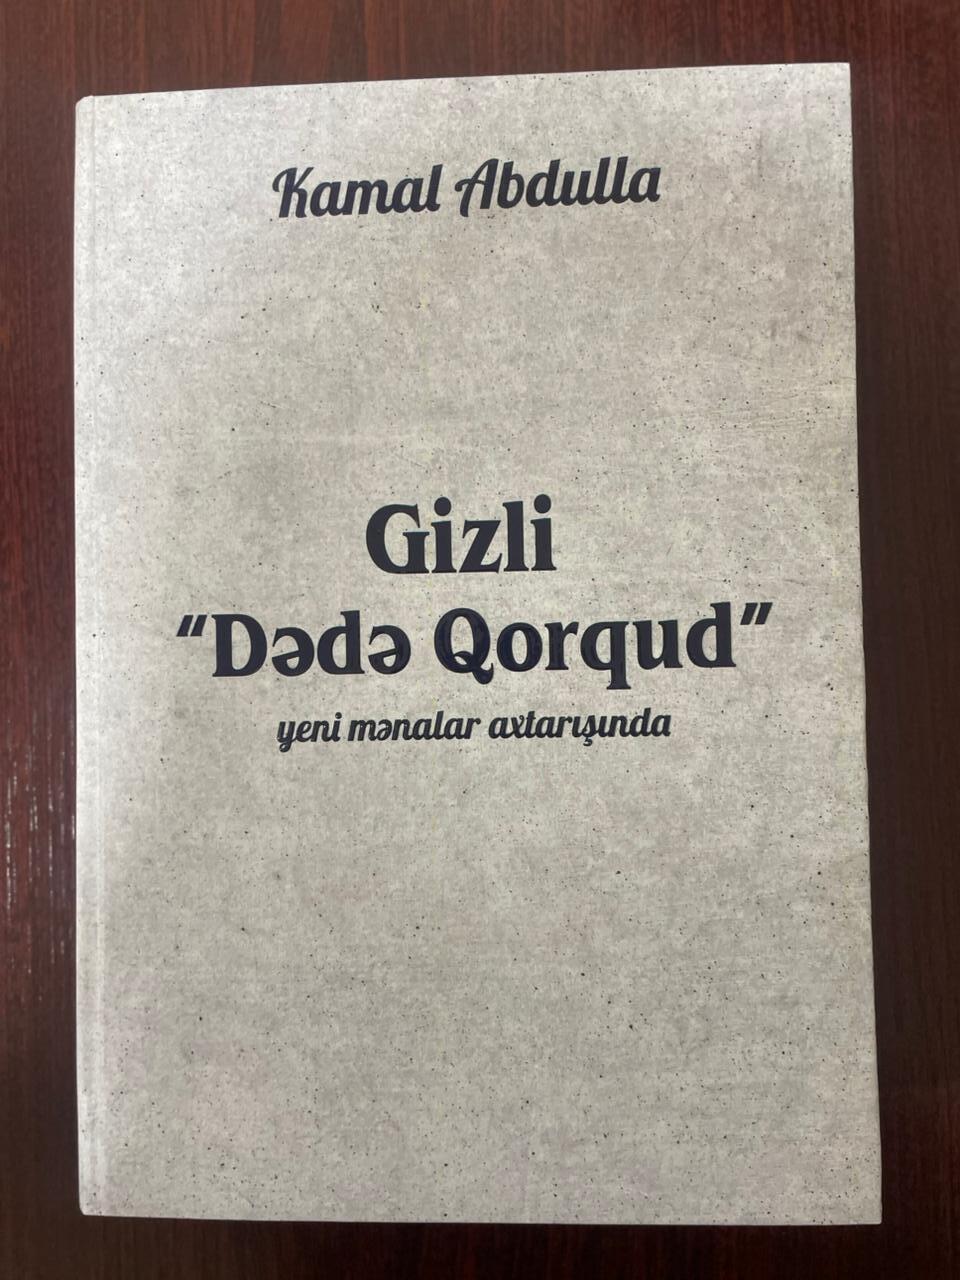 Kamal Abdulla
Gizli
"Dədə Qorqud"
yeni mənalar axtarışında